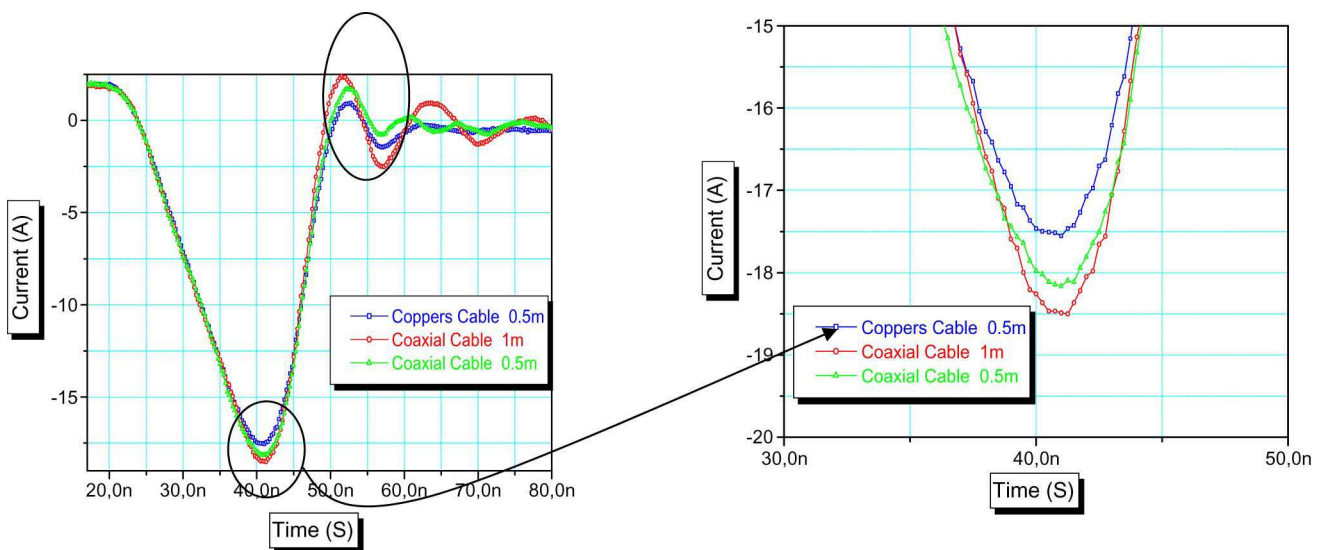 0
-5
-10
-15
20,0n 30,0n 40,0n 50,0n 60,0n 70,0n 80,0n
Current (A)
Time (S)
Coppers Cable 0.5m
Coaxial Cable 1m
Coaxial Cable 0.5m
-15
-16
-17
-18
-19
-20
30,0n 40,0n 50,0n
Current (A)
Time (S)
Coppers Cable 0.5m
Coaxial Cable 1m
Coaxial Cable 0.5m